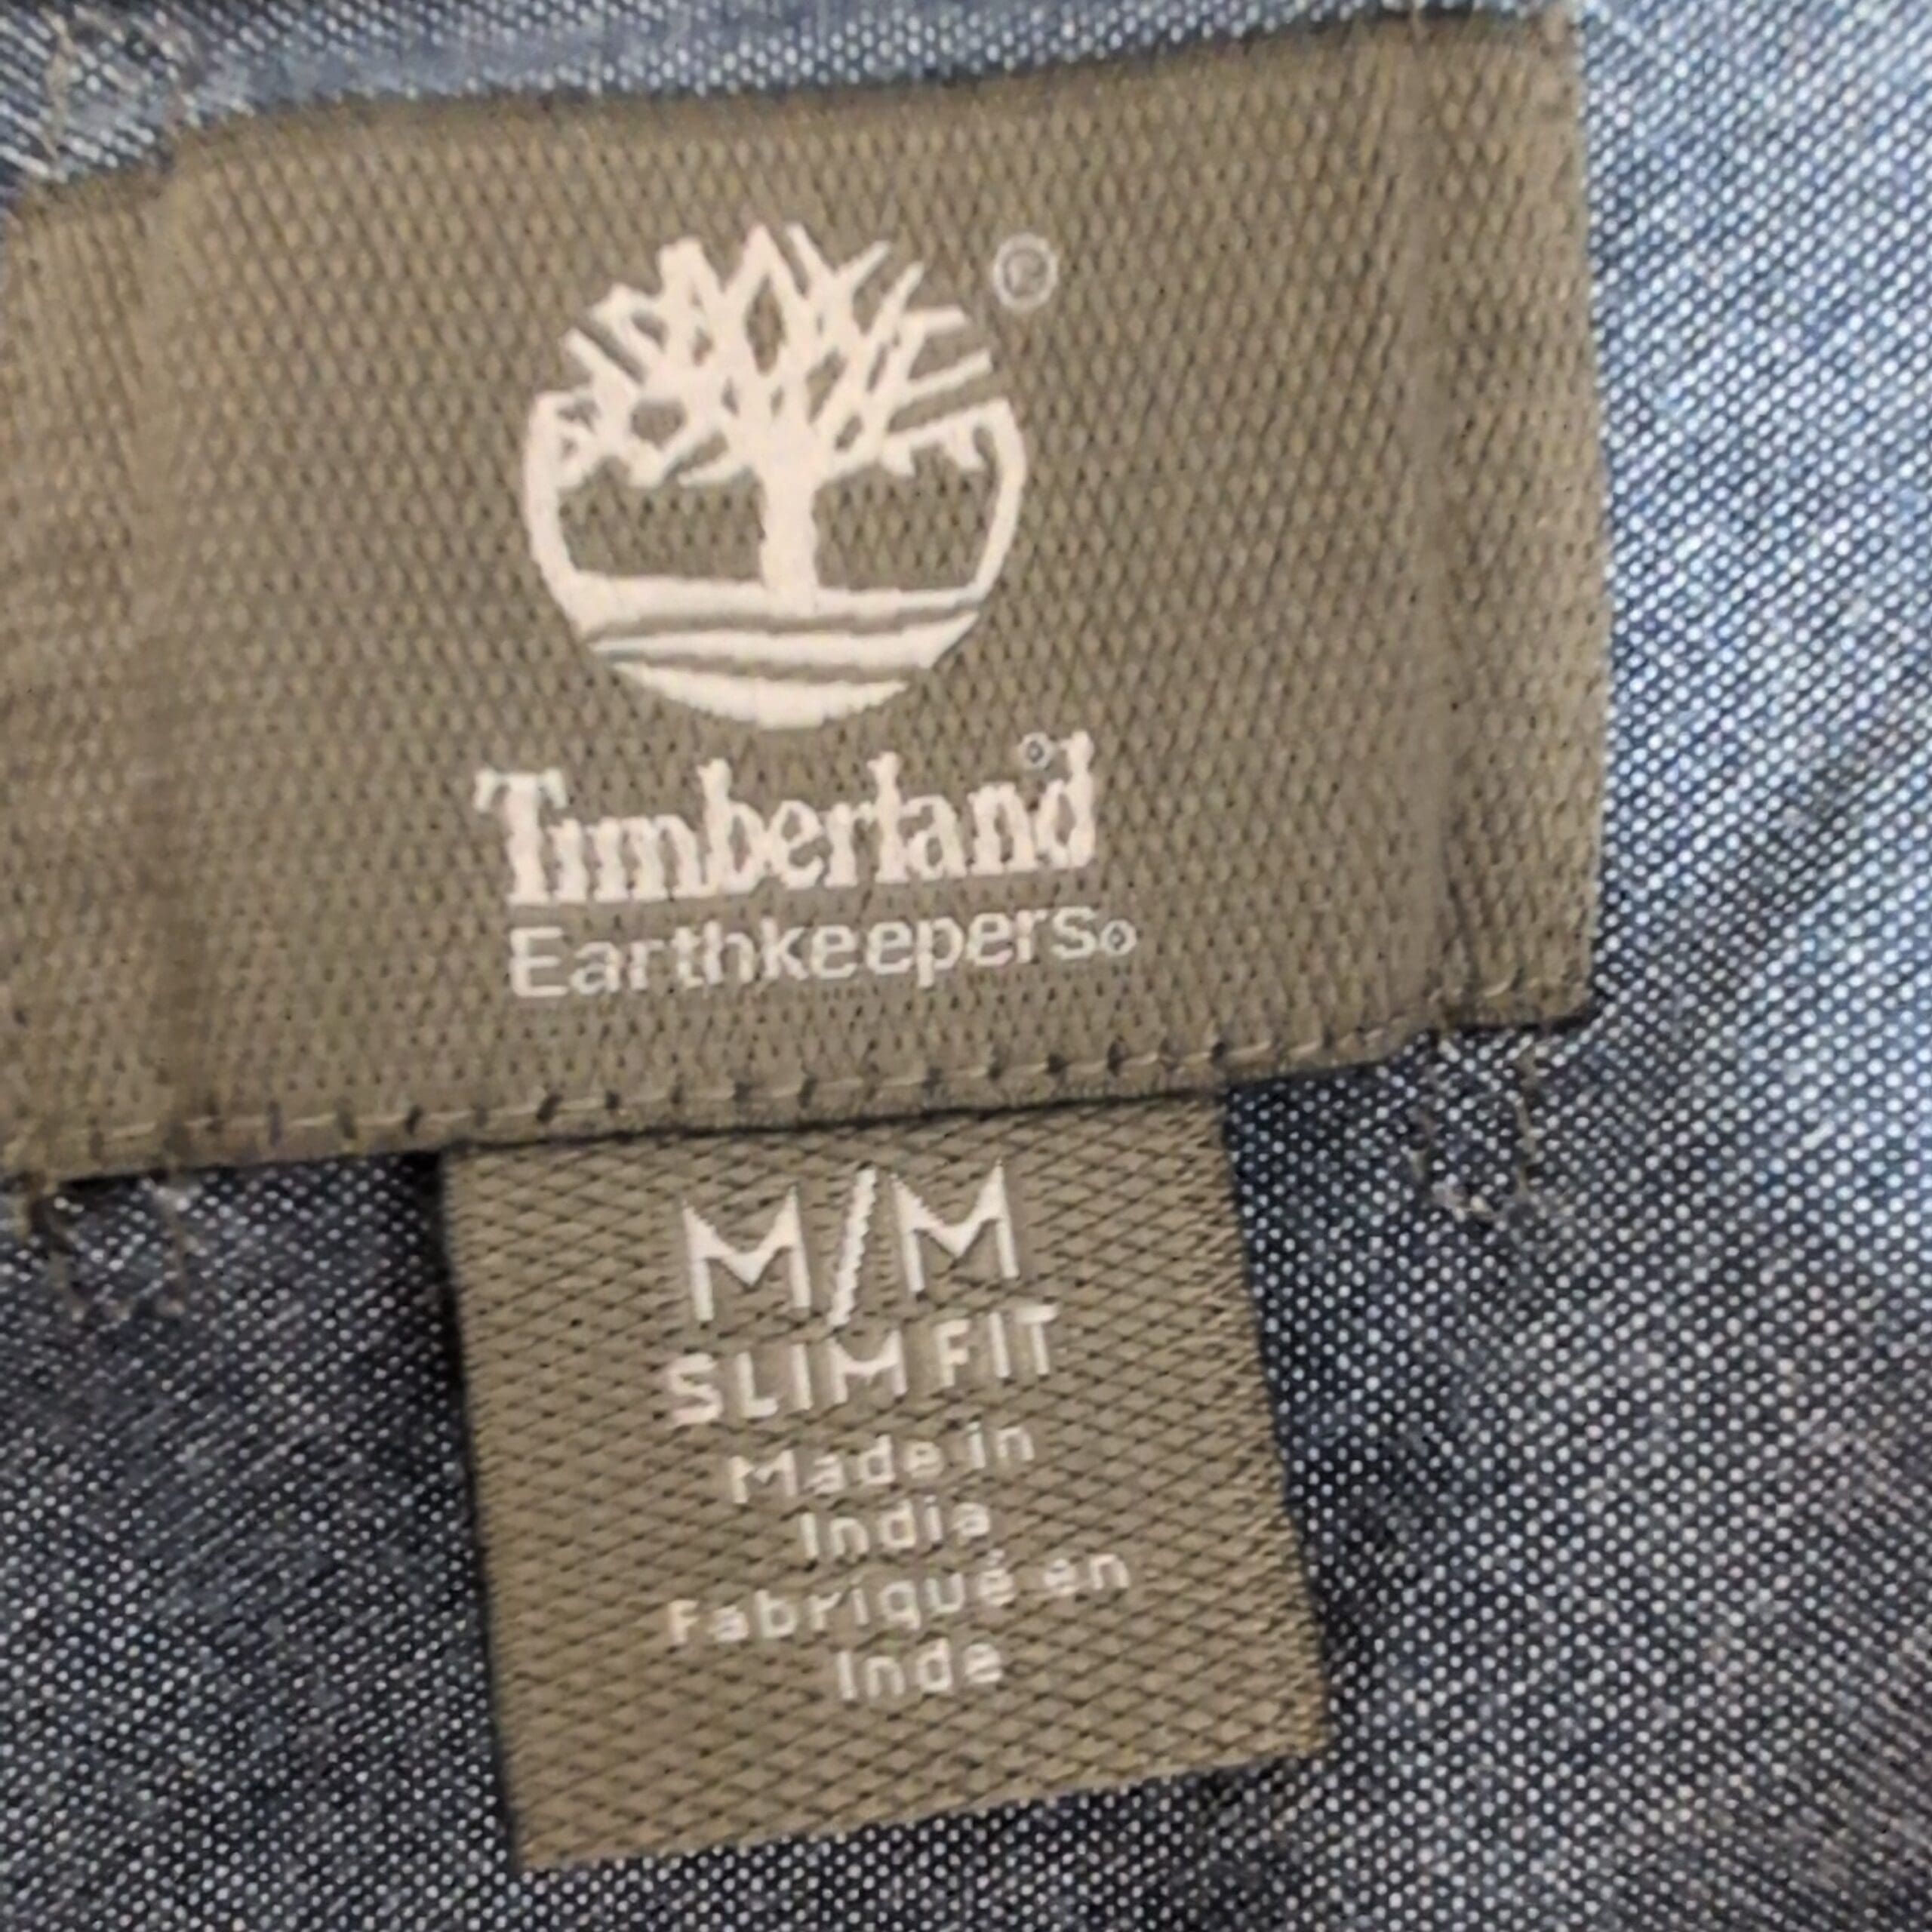 Timberland®
Earthkeepers®
M/M
SLIM FIT
Made in
India
Fabriqué en
Inde